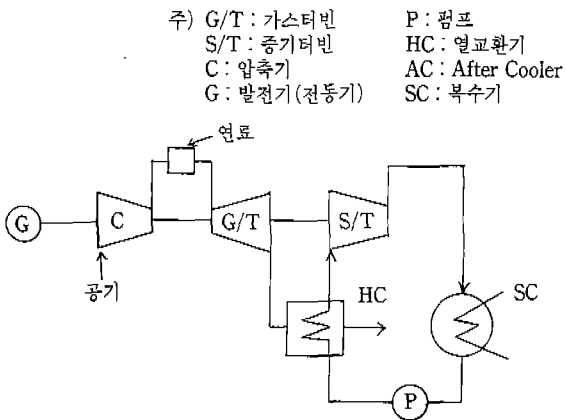 주) G/T : 가스터빈 P : 펌프
S/T : 증기터빈 HC : 열교환기
C : 압축기 AC : After Cooler
G : 발전기(전동기) SC : 복수기
연료
G C G/T S/T
공기
HC SC
P